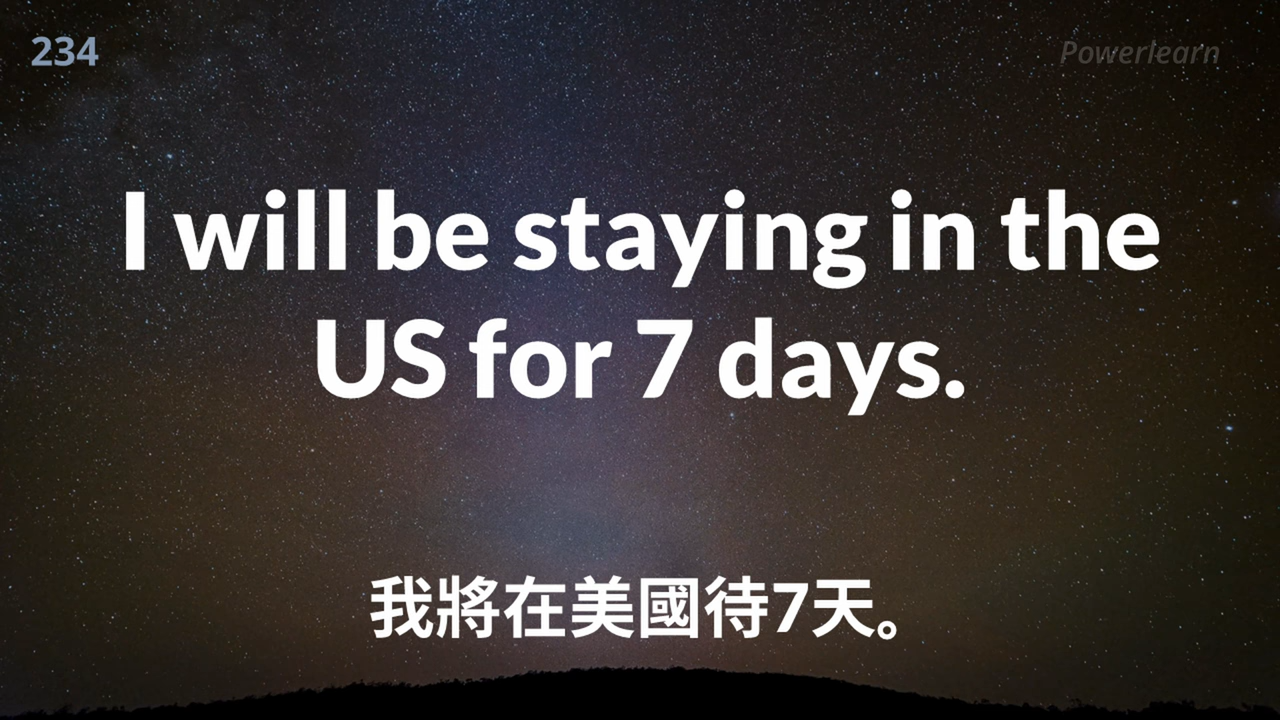 234
Powerlearn
I will be staying in the
US for 7 days.
我將在美國待7天。